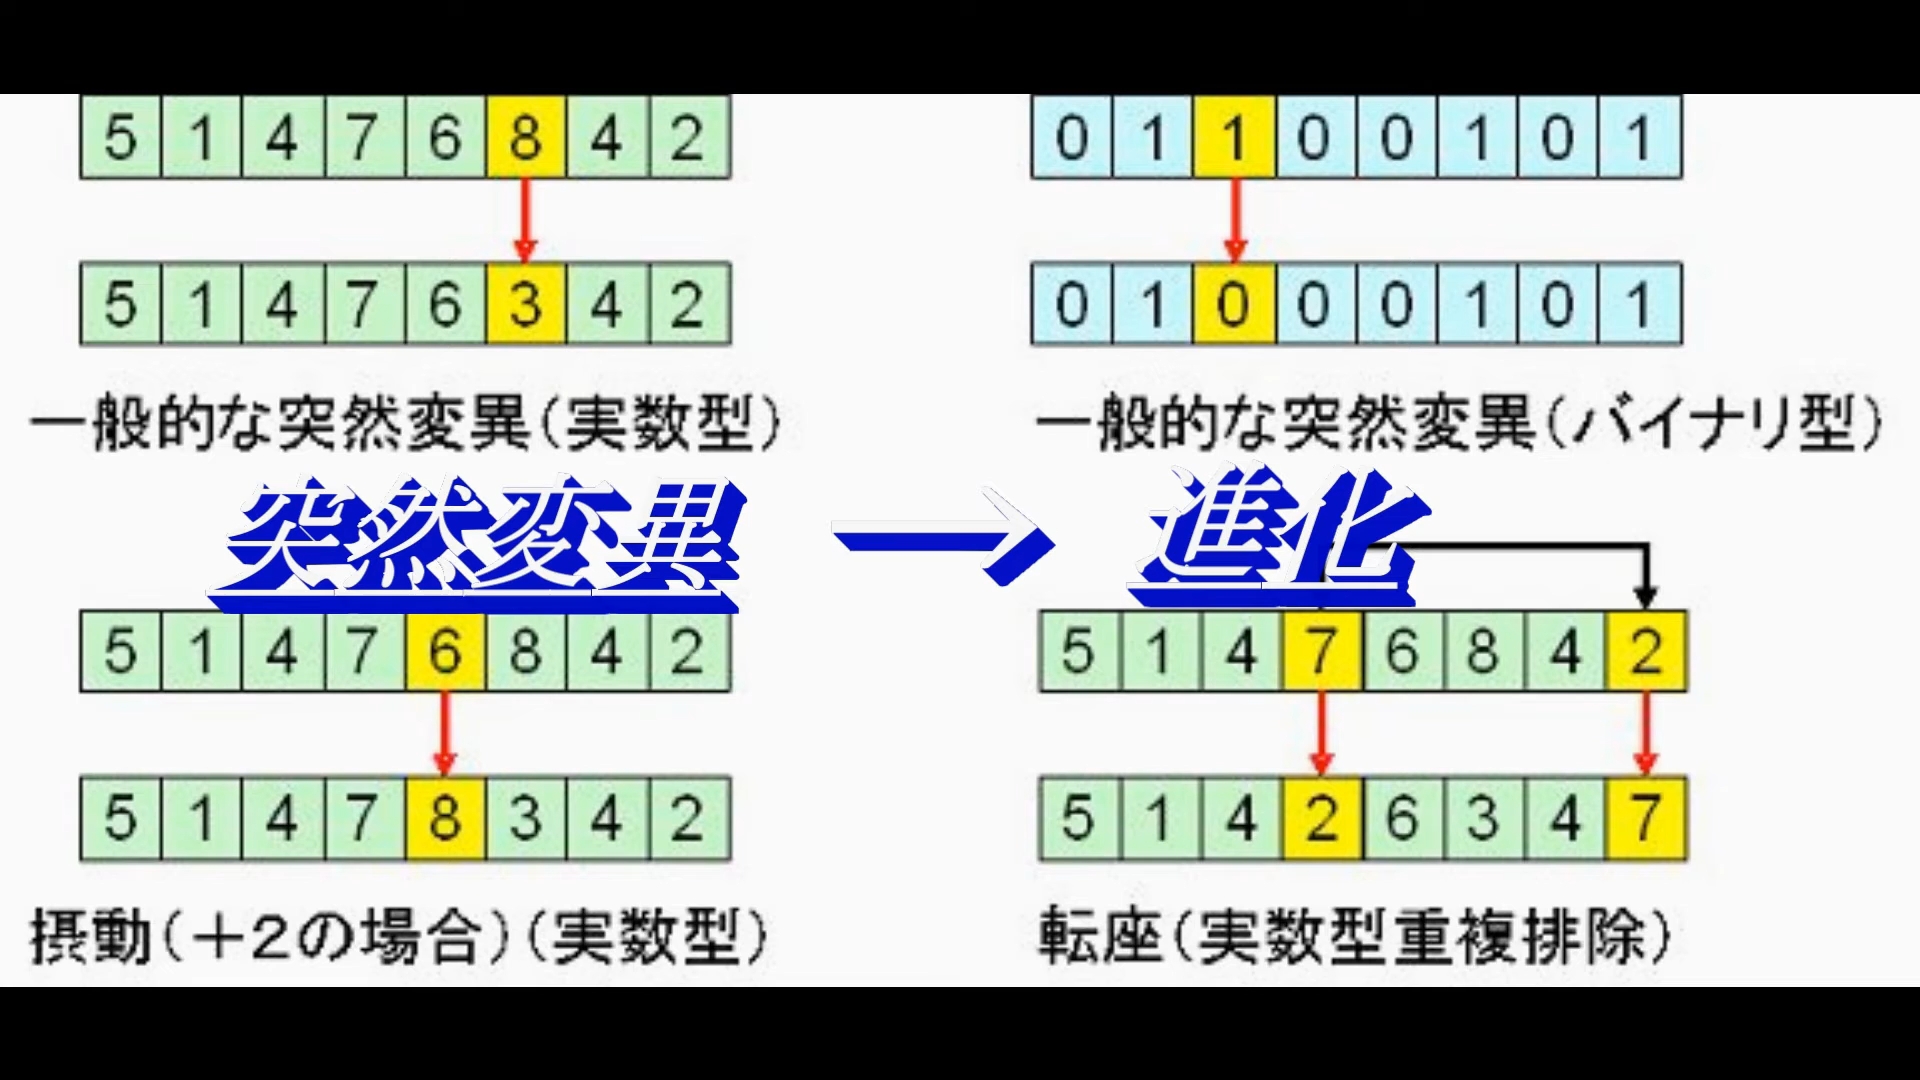 5 1 4 7 6 8 4 2
0 1 1 0 0 1 0 1
5 1 4 7 6 3 4 2
0 1 0 0 0 1 0 1
一般的な突然変異(実数型)
一般的な突然変異(バイナリ型)
突然変異 → 進化
5 1 4 7 6 8 4 2
5 1 4 7 6 8 4 2
5 1 4 7 8 3 4 2
5 1 4 2 6 3 4 7
摂動(+2の場合)(実数型)
転座(実数型重複排除)